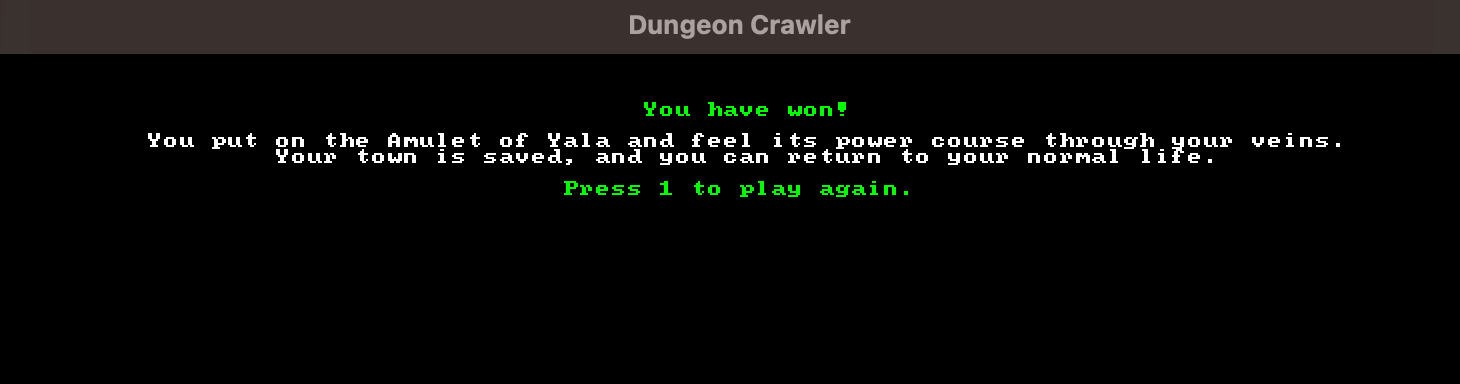 Dungeon Crawler
You have won!
You put on the Amulet of Yala and feel its power course through your veins.
Your town is saved, and you can return to your normal life.
Press 1 to play again.